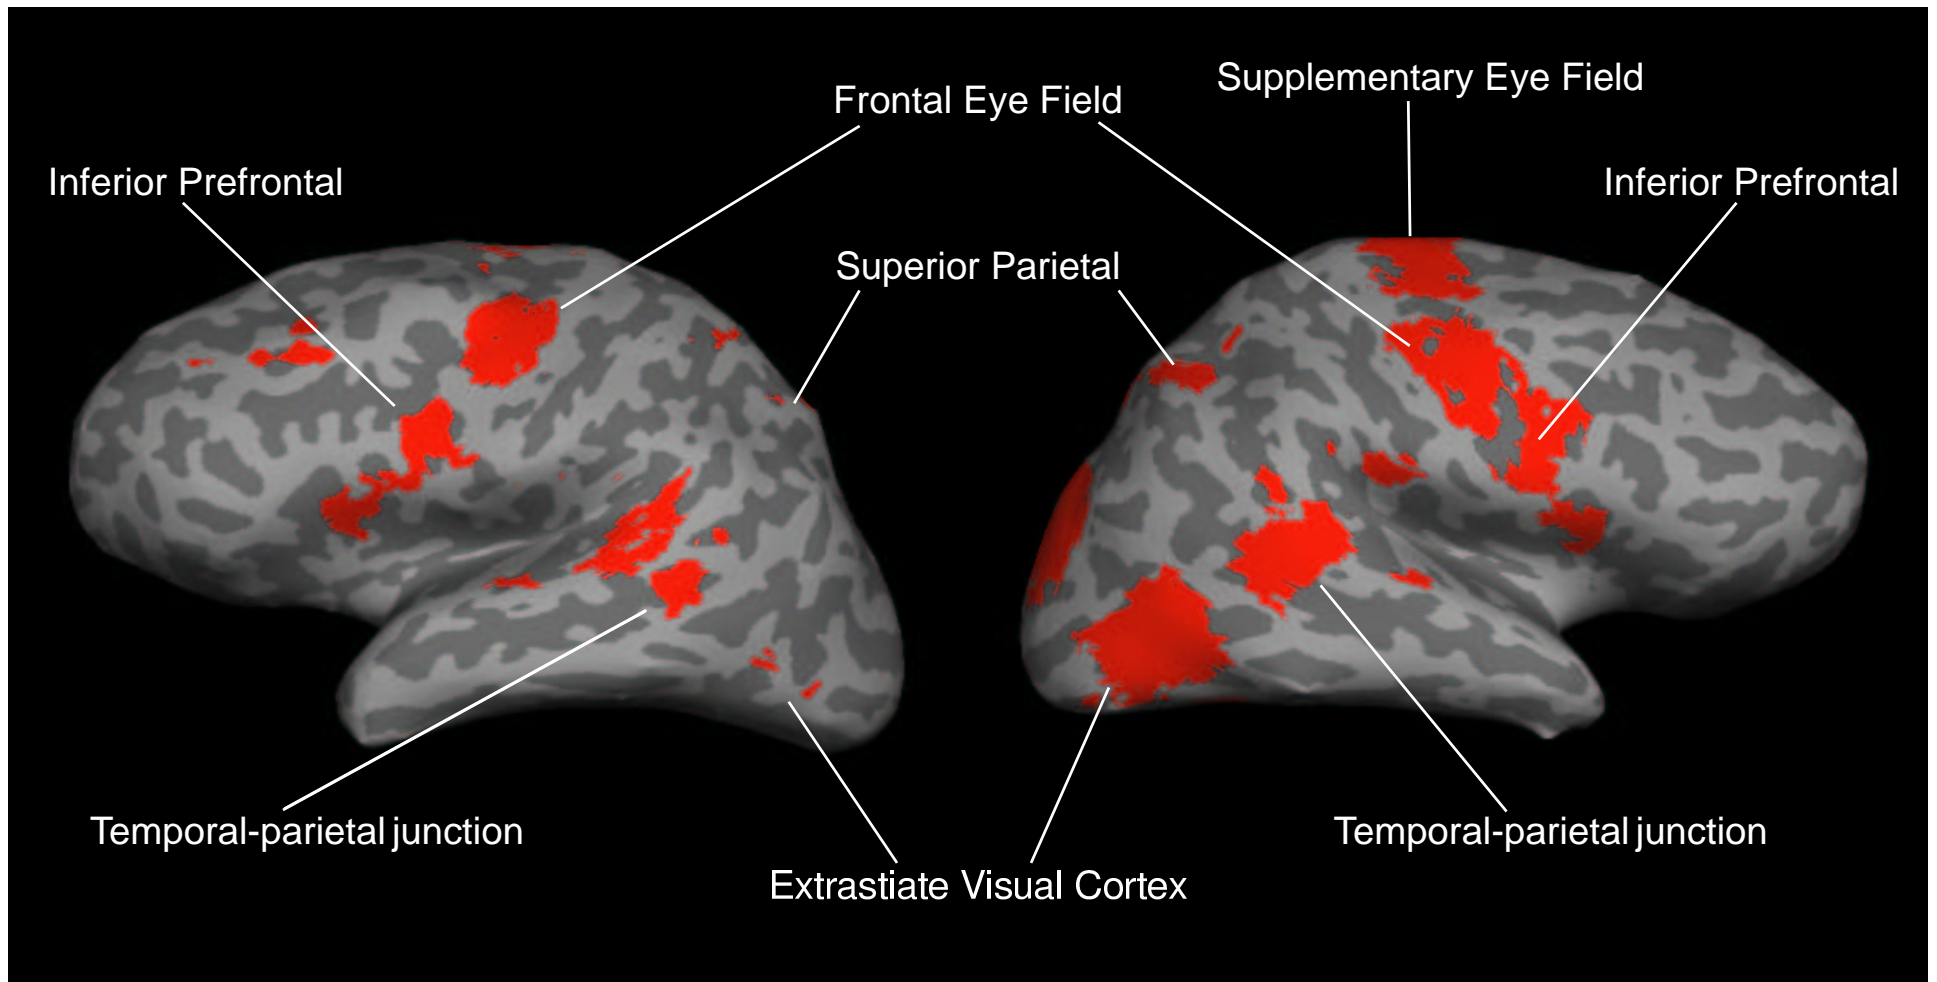 Supplementary Eye Field
Frontal Eye Field
Inferior Prefrontal
Inferior Prefrontal
Superior Parietal
Temporal-parietal junction
Temporal-parietal junction
Extrastiate Visual Cortex